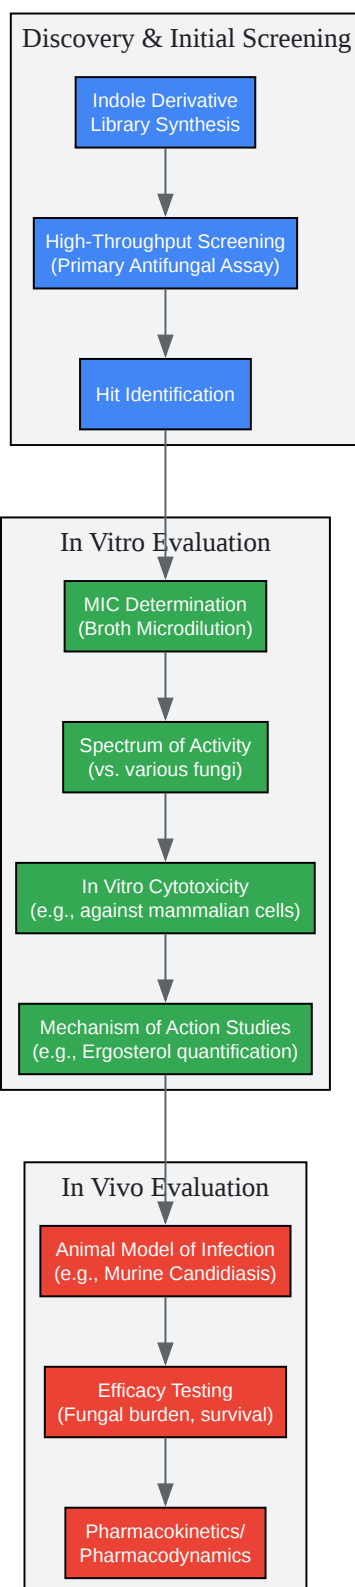 Discovery & Initial Screening
Indole Derivative
Library Synthesis
High-Throughput Screening
(Primary Antifungal Assay)
Hit Identification
In Vitro Evaluation
MIC Determination
(Broth Microdilution)
Spectrum of Activity
(vs. various fungi)
In Vitro Cytotoxicity
(e.g., against mammalian cells)
Mechanism of Action Studies
(e.g., Ergosterol quantification)
In Vivo Evaluation
Animal Model of Infection
(e.g., Murine Candidiasis)
Efficacy Testing
(Fungal burden, survival)
Pharmacokinetics/
Pharmacodynamics